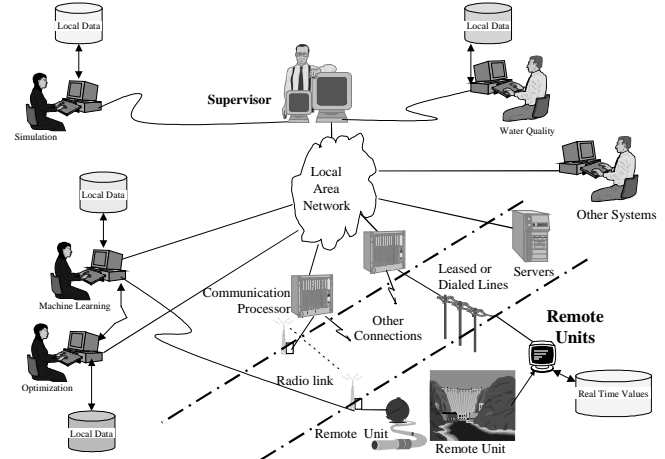 Local Data
Local Data
Supervisor
Simulation
Water Quality
Local
Area
Network
Local Data
Other Systems
Leased or
Dialed Lines
Servers
Machine Learning
Communication
Processor
Other
Connections
Remote
Units
Optimization
Radio link
Real Time Values
Local Data
Remote Unit
Remote Unit